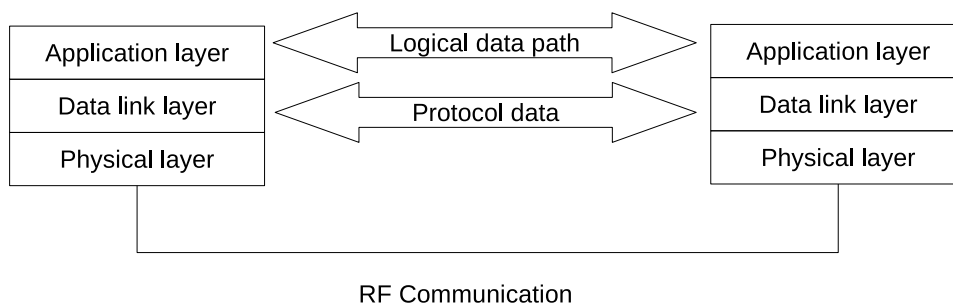 Application layer
Logical data path
Application layer
Data link layer
Protocol data
Data link layer
Physical layer
Physical layer
RF Communication